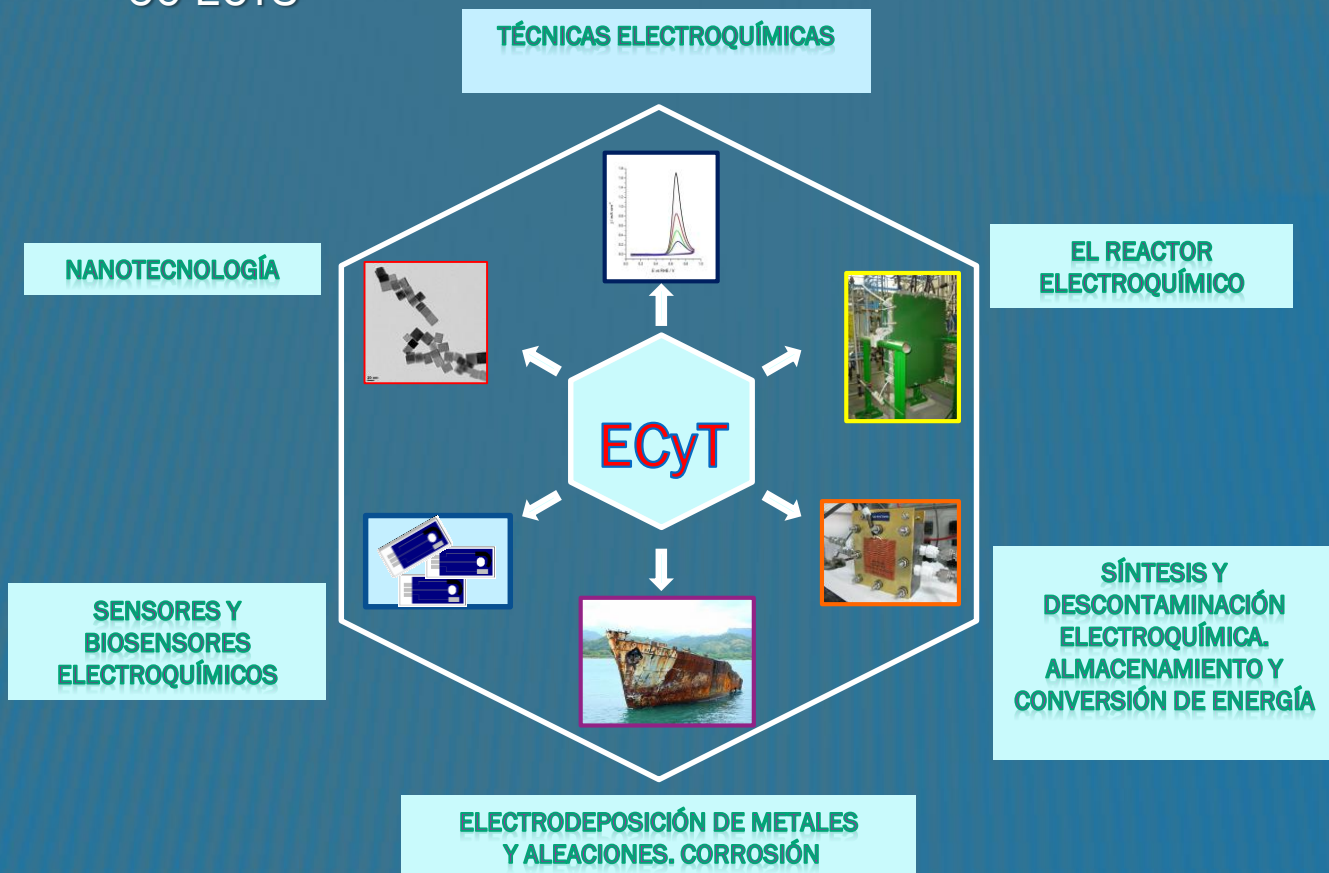 TÉCNICAS ELECTROQUÍMICAS
NANOTECNOLOGÍA
EL REACTOR
ELECTROQUÍMICO
ECyT
SENSORES Y
BIOSENSORES
ELECTROQUÍMICOS
SÍNTESIS Y
DESCONTAMINACIÓN
ELECTROQUÍMICA.
ALMACENAMIENTO Y
CONVERSIÓN DE ENERGÍA
ELECTRODEPOSICIÓN DE METALES
Y ALEACIONES. CORROSIÓN